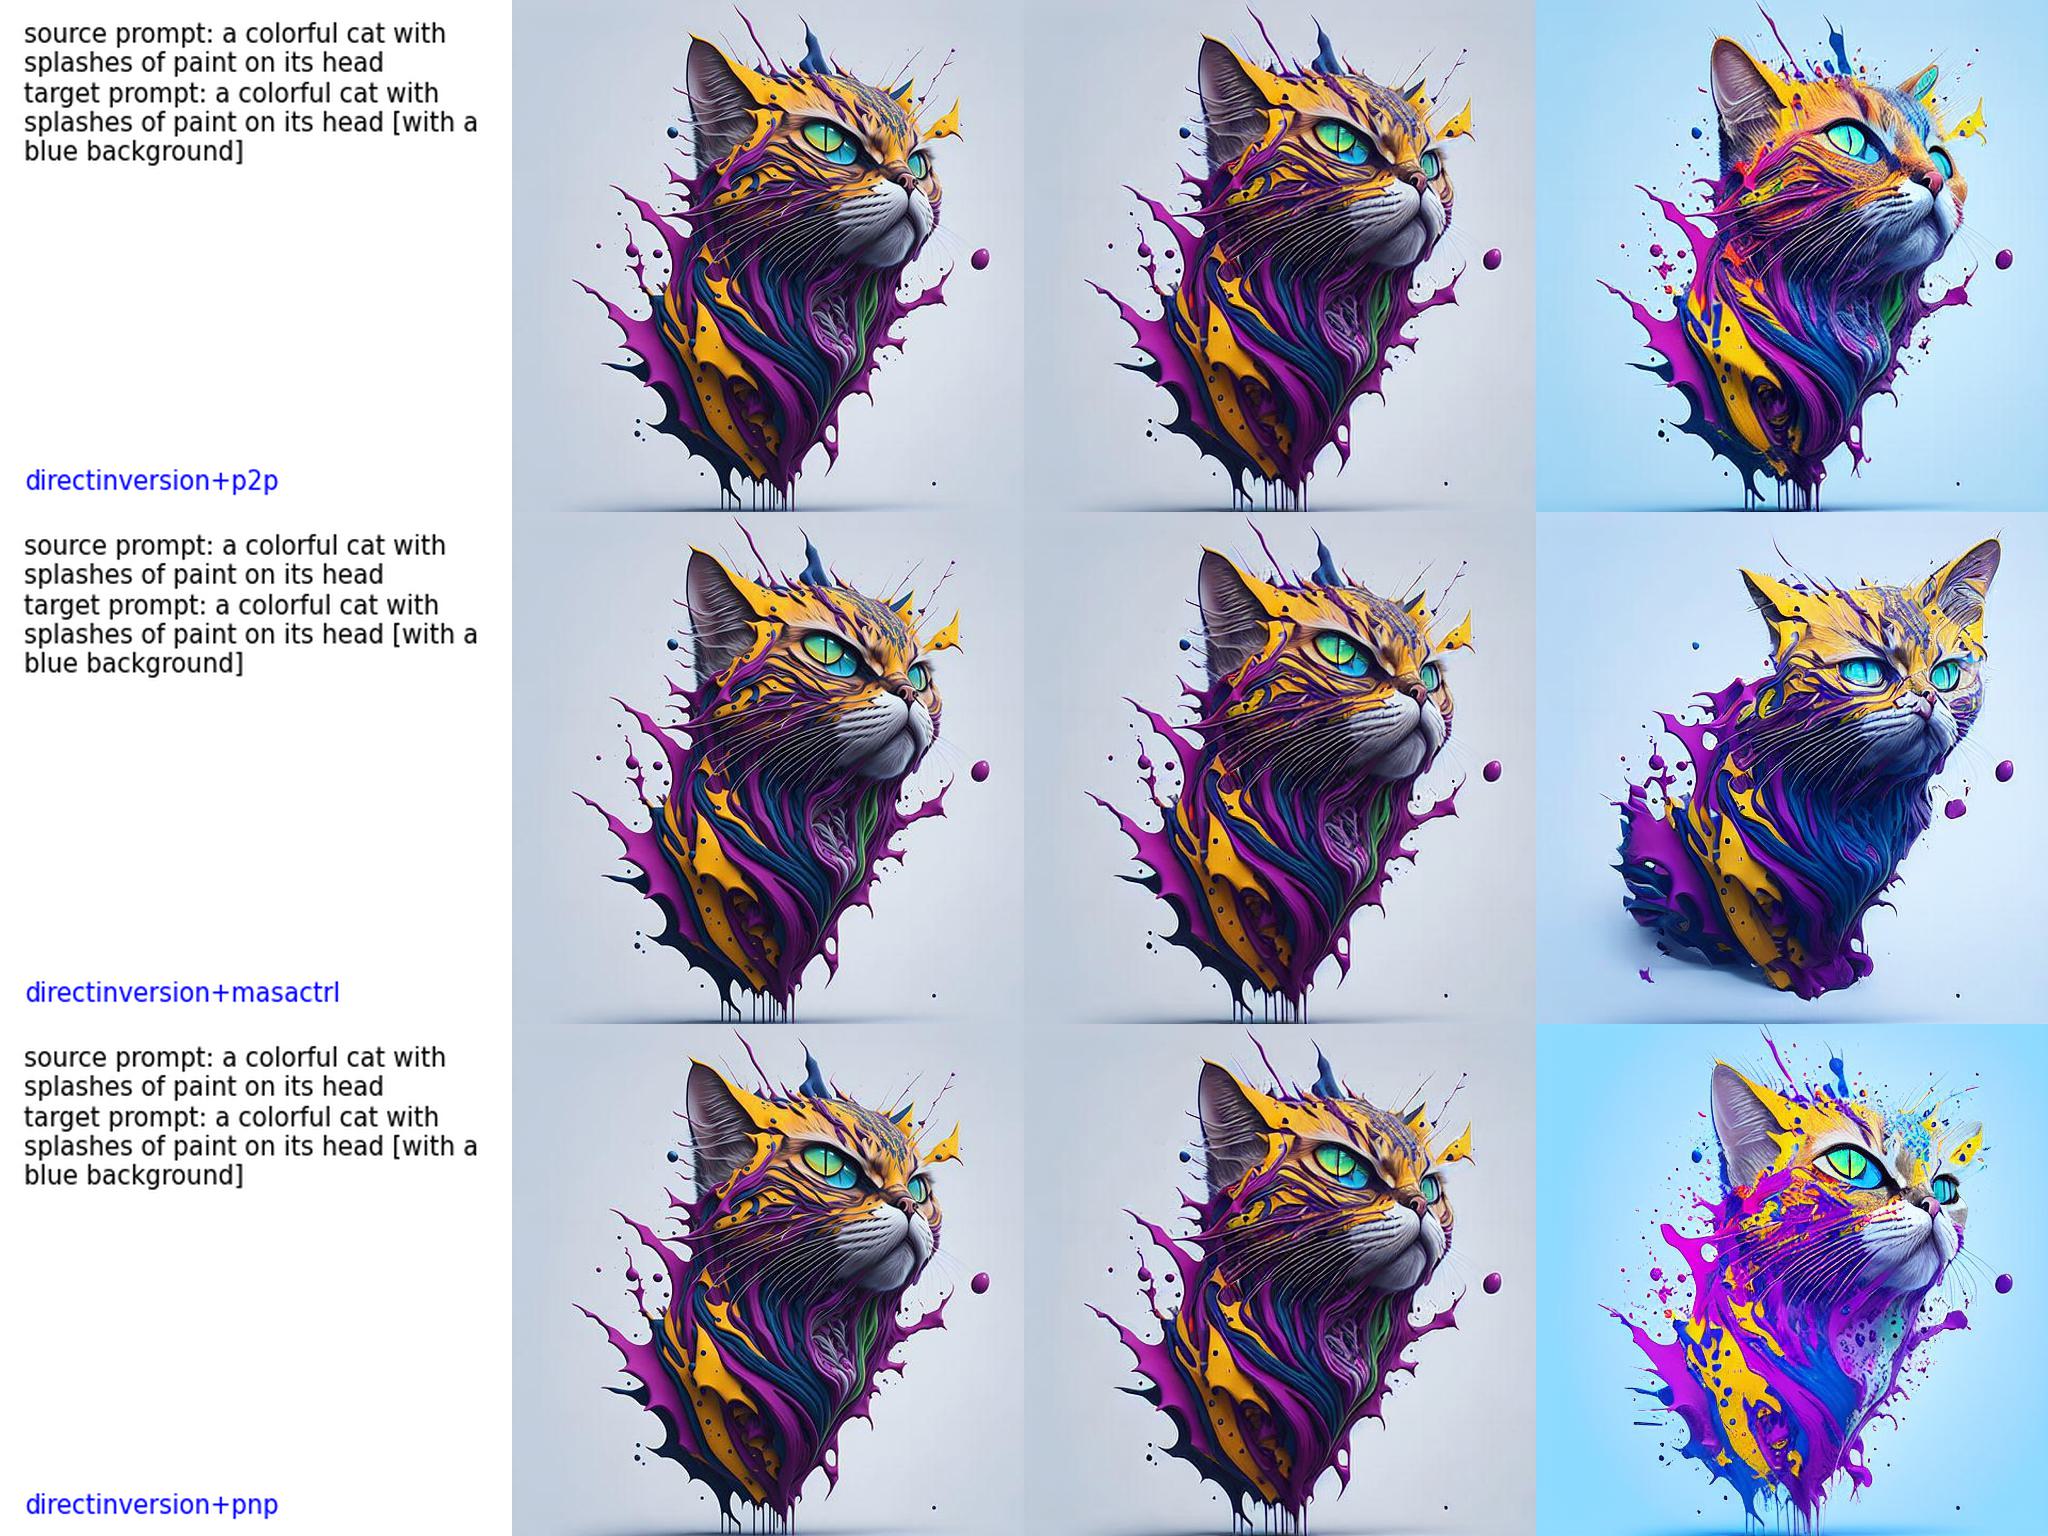 source prompt: a colorful cat with
splashes of paint on its head
target prompt: a colorful cat with
splashes of paint on its head [with a
blue background]
directinversion+p2p
source prompt: a colorful cat with
splashes of paint on its head
target prompt: a colorful cat with
splashes of paint on its head [with a
blue background]
directinversion+masactrl
source prompt: a colorful cat with
splashes of paint on its head
target prompt: a colorful cat with
splashes of paint on its head [with a
blue background]
directinversion+pnp